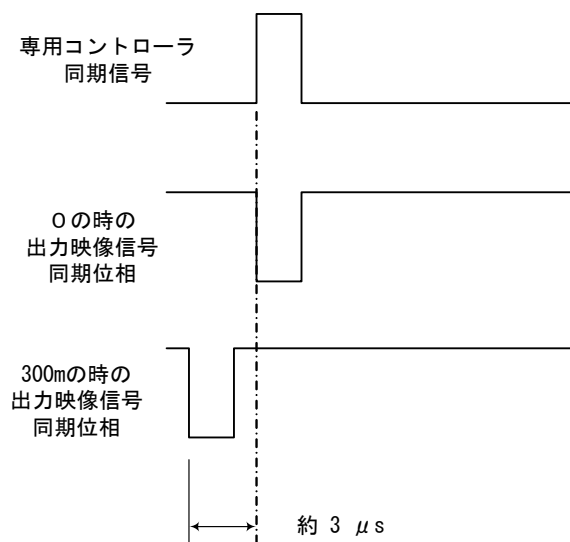 専用コントローラ
同期信号
０の時の
出力映像信号
同期位相
300mの時の
出力映像信号
同期位相
約 3 μs